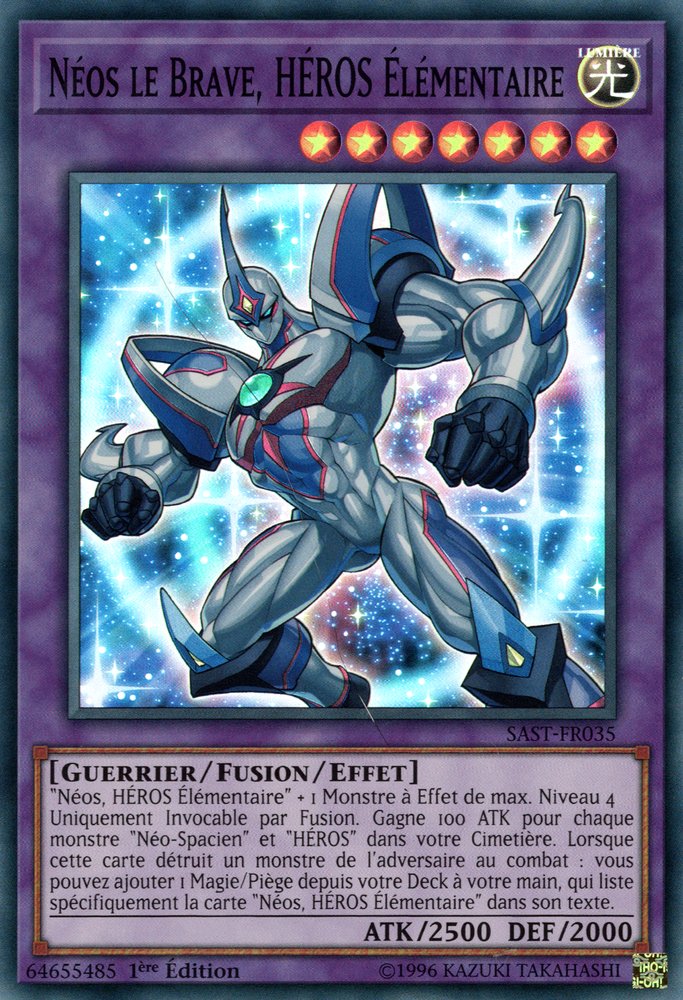 Néos le Brave, HÉROS Élémentaire
LUMIÈRE
光
SAST-FR035
[Guerrier/Fusion/Effet]
"Néos, HÉROS Élémentaire" + 1 Monstre à Effet de max. Niveau 4
Uniquement Invocable par Fusion. Gagne 100 ATK pour chaque
monstre "Néo-Spacien" et "HÉROS" dans votre Cimetière. Lorsque
cette carte détruit un monstre de l'adversaire au combat : vous
pouvez ajouter 1 Magie/Piège depuis votre Deck à votre main, qui liste
spécifiquement la carte "Néos, HÉROS Élémentaire" dans son texte.
ATK/2500 DEF/2000
64655485 1ère Édition ©1996 KAZUKI TAKAHASHI